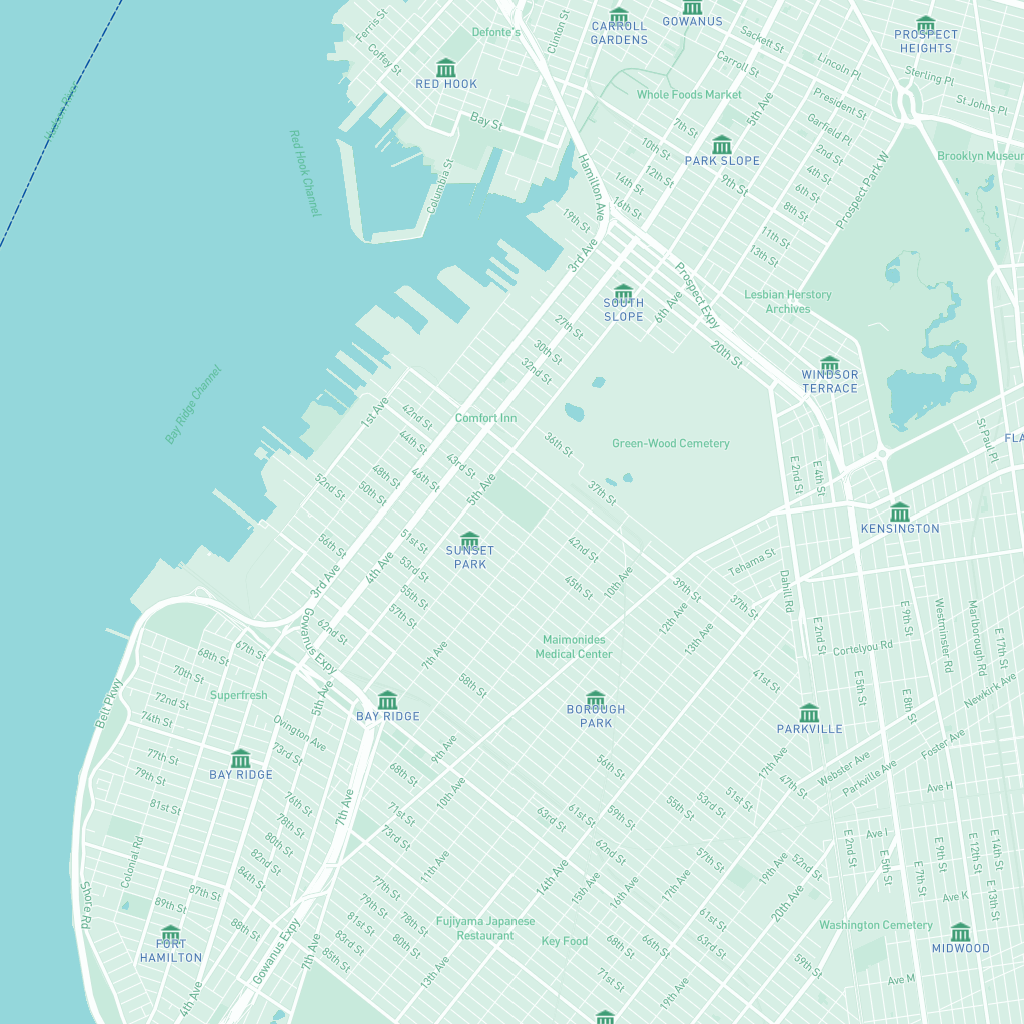 CARROLL
GARDENS
GOWANUS
PROSPECT
HEIGHTS
Ferris St
Coffey St
Defonte's
Clinton St
Sackett St
Carroll St
Lincoln Pl
Sterling Pl
St Johns Pl
President St
Garfield Pl
RED HOOK
Whole Foods Market
5th Ave
Bay St
7th St
10th St
12th St
14th St
16th St
PARK SLOPE
9th St
2nd St
4th St
6th St
8th St
11th St
13th St
Prospect Park W
Brooklyn Museum
Red Hook Channel
Columbia St
Hamilton Ave
19th St
3rd Ave
Prospect Expy
SOUTH
SLOPE
6th Ave
Lesbian Herstory
Archives
27th St
30th St
32nd St
20th St
WINDSOR
TERRACE
Bay Ridge Channel
1st Ave
42nd St
44th St
Comfort Inn
36th St
Green-Wood Cemetery
St Paul Pl
FLA
43rd St
46th St
48th St
50th St
52nd St
5th Ave
37th St
E 2nd St
E 4th St
KENSINGTON
SUNSET
PARK
51st St
53rd St
55th St
57th St
56th St
3rd Ave
4th Ave
42nd St
45th St
10th Ave
39th St
Tehama St
37th St
Dahill Rd
12th Ave
13th Ave
E 2nd St
Cortelyou Rd
E 9th St
Westminster Rd
Marlborough Rd
E 17th St
62nd St
Gowanus Expy
67th St
68th St
70th St
72nd St
74th St
Superfresh
Belt Pkwy
5th Ave
7th Ave
58th St
Maimonides
Medical Center
41st St
E 5th St
E 8th St
Newkirk Ave
BAY RIDGE
BOROUGH
PARK
PARKVILLE
Foster Ave
Ovington Ave
73rd St
9th Ave
77th St
79th St
81st St
BAY RIDGE
76th St
78th St
80th St
82nd St
84th St
7th Ave
68th St
10th Ave
71st St
73rd St
56th St
17th Ave
47th St
Webster Ave
Parkville Ave
Ave H
51st St
53rd St
55th St
59th St
61st St
63rd St
62nd St
57th St
Ave I
E 2nd St
E 5th St
E 7th St
E 9th St
E 12th St
E 14th St
E 13th St
Colonial Rd
Shore Rd
87th St
89th St
88th St
11th Ave
14th Ave
15th Ave
16th Ave
17th Ave
19th Ave
52nd St
20th Ave
Ave K
77th St
79th St
81st St
83rd St
85th St
78th St
80th St
Fujiyama Japanese
Restaurant
Key Food
61st St
63rd St
66th St
68th St
71st St
59th St
Washington Cemetery
MIDWOOD
FORT
HAMILTON
4th Ave
Gowanus Expy
7th Ave
13th Ave
19th Ave
Ave M